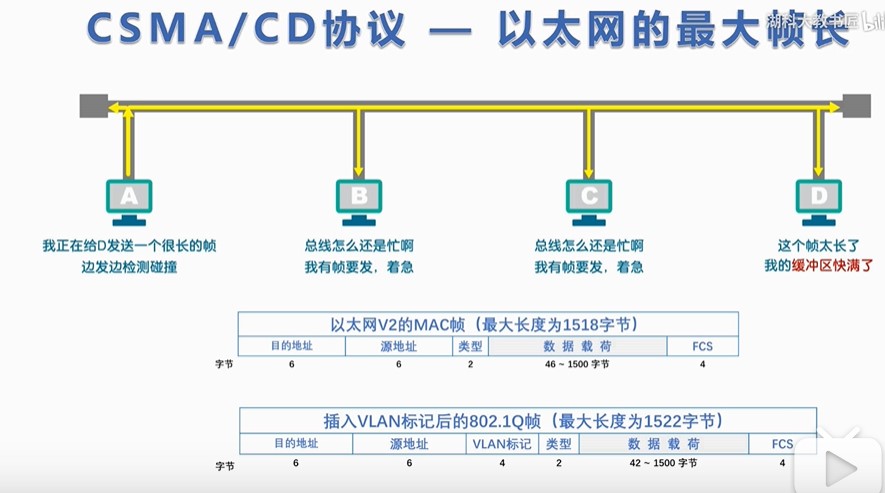 CSMA/CD协议 — 以太网的最大帧长
湖科大教书匠
A
B
C
D
我正在给D发送一个很长的帧
边发边检测碰撞
总线怎么还是忙啊
我有帧要发，着急
总线怎么还是忙啊
我有帧要发，着急
这个帧太长了
我的缓冲区快满了
以太网V2的MAC帧（最大长度为1518字节）
目的地址 源地址 类型 数据载荷 FCS
字节 6 6 2 46 ~ 1500 字节 4
插入VLAN标记后的802.1Q帧（最大长度为1522字节）
目的地址 源地址 VLAN标记 类型 数据载荷 FCS
字节 6 6 4 2 42 ~ 1500 字节 4